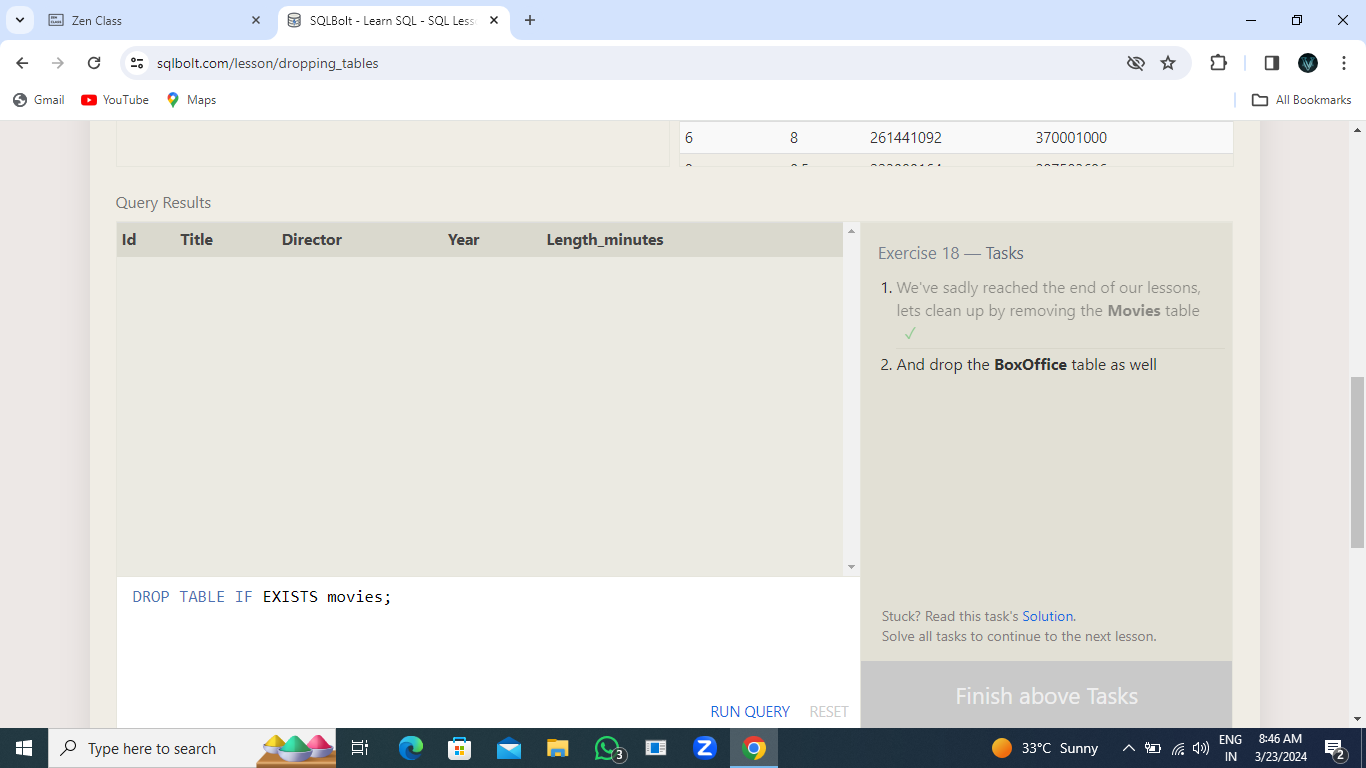 Zen Class
SQLBolt - Learn SQL - SQL Less
sqlbolt.com/lesson/dropping_tables
Gmail YouTube Maps All Bookmarks
6 8 261441092 370001000
Query Results
Id Title Director Year Length_minutes
Exercise 18 — Tasks
1. We've sadly reached the end of our lessons,
lets clean up by removing the Movies table
✓
2. And drop the BoxOffice table as well
DROP TABLE IF EXISTS movies;
Stuck? Read this task's Solution.
Solve all tasks to continue to the next lesson.
RUN QUERY RESET
Finish above Tasks
Type here to search
3
33°C Sunny
ENG
IN
8:46 AM
3/23/2024
2